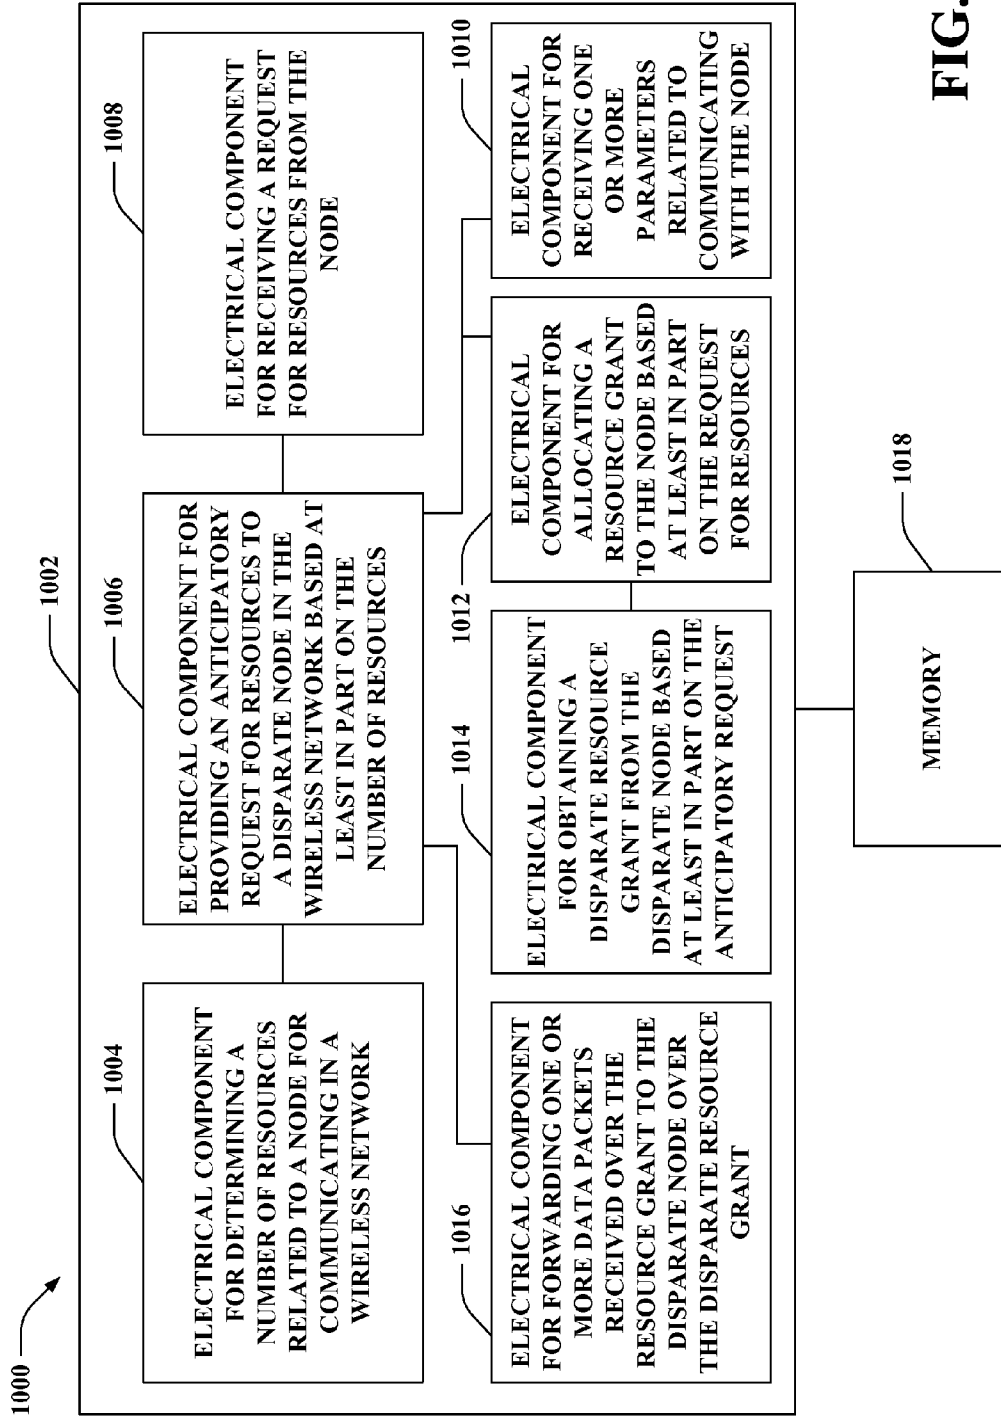 1000
1002
1004
ELECTRICAL COMPONENT
FOR DETERMINING A
NUMBER OF RESOURCES
RELATED TO A NODE FOR
COMMUNICATING IN A
WIRELESS NETWORK
1006
ELECTRICAL COMPONENT FOR
PROVIDING AN ANTICIPATORY
REQUEST FOR RESOURCES TO
A DISPARATE NODE IN THE
WIRELESS NETWORK BASED AT
LEAST IN PART ON THE
NUMBER OF RESOURCES
1008
ELECTRICAL COMPONENT
FOR RECEIVING A REQUEST
FOR RESOURCES FROM THE
NODE
1016
ELECTRICAL COMPONENT
FOR FORWARDING ONE OR
MORE DATA PACKETS
RECEIVED OVER THE
RESOURCE GRANT TO THE
DISPARATE NODE OVER
THE DISPARATE RESOURCE
GRANT
1014
ELECTRICAL COMPONENT
FOR OBTAINING A
DISPARATE RESOURCE
GRANT FROM THE
DISPARATE NODE BASED
AT LEAST IN PART ON THE
ANTICIPATORY REQUEST
1012
ELECTRICAL
COMPONENT FOR
ALLOCATING A
RESOURCE GRANT
TO THE NODE BASED
AT LEAST IN PART
ON THE REQUEST
FOR RESOURCES
1010
ELECTRICAL
COMPONENT FOR
RECEIVING ONE
OR MORE
PARAMETERS
RELATED TO
COMMUNICATING
WITH THE NODE
1018
MEMORY
FIG.